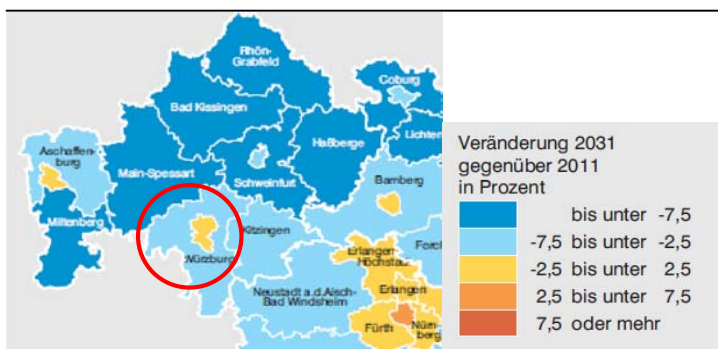 Rhön-
Grabfeld
Coburg
Bad Kissingen
Lichten
Haßberge
Aschaffen-
burg
Main-Spessart
Schweinfurt
Bamberg
Miltenberg
Kitzingen
Würzburg
Forch
Erlangen-
Höchstad
Neustadt a.d.Aisch-
Bad Windsheim
Erlangen
Fürth
Nürn-
berg
Veränderung 2031
gegenüber 2011
in Prozent
bis unter -7,5
-7,5 bis unter -2,5
-2,5 bis unter 2,5
2,5 bis unter 7,5
7,5 oder mehr